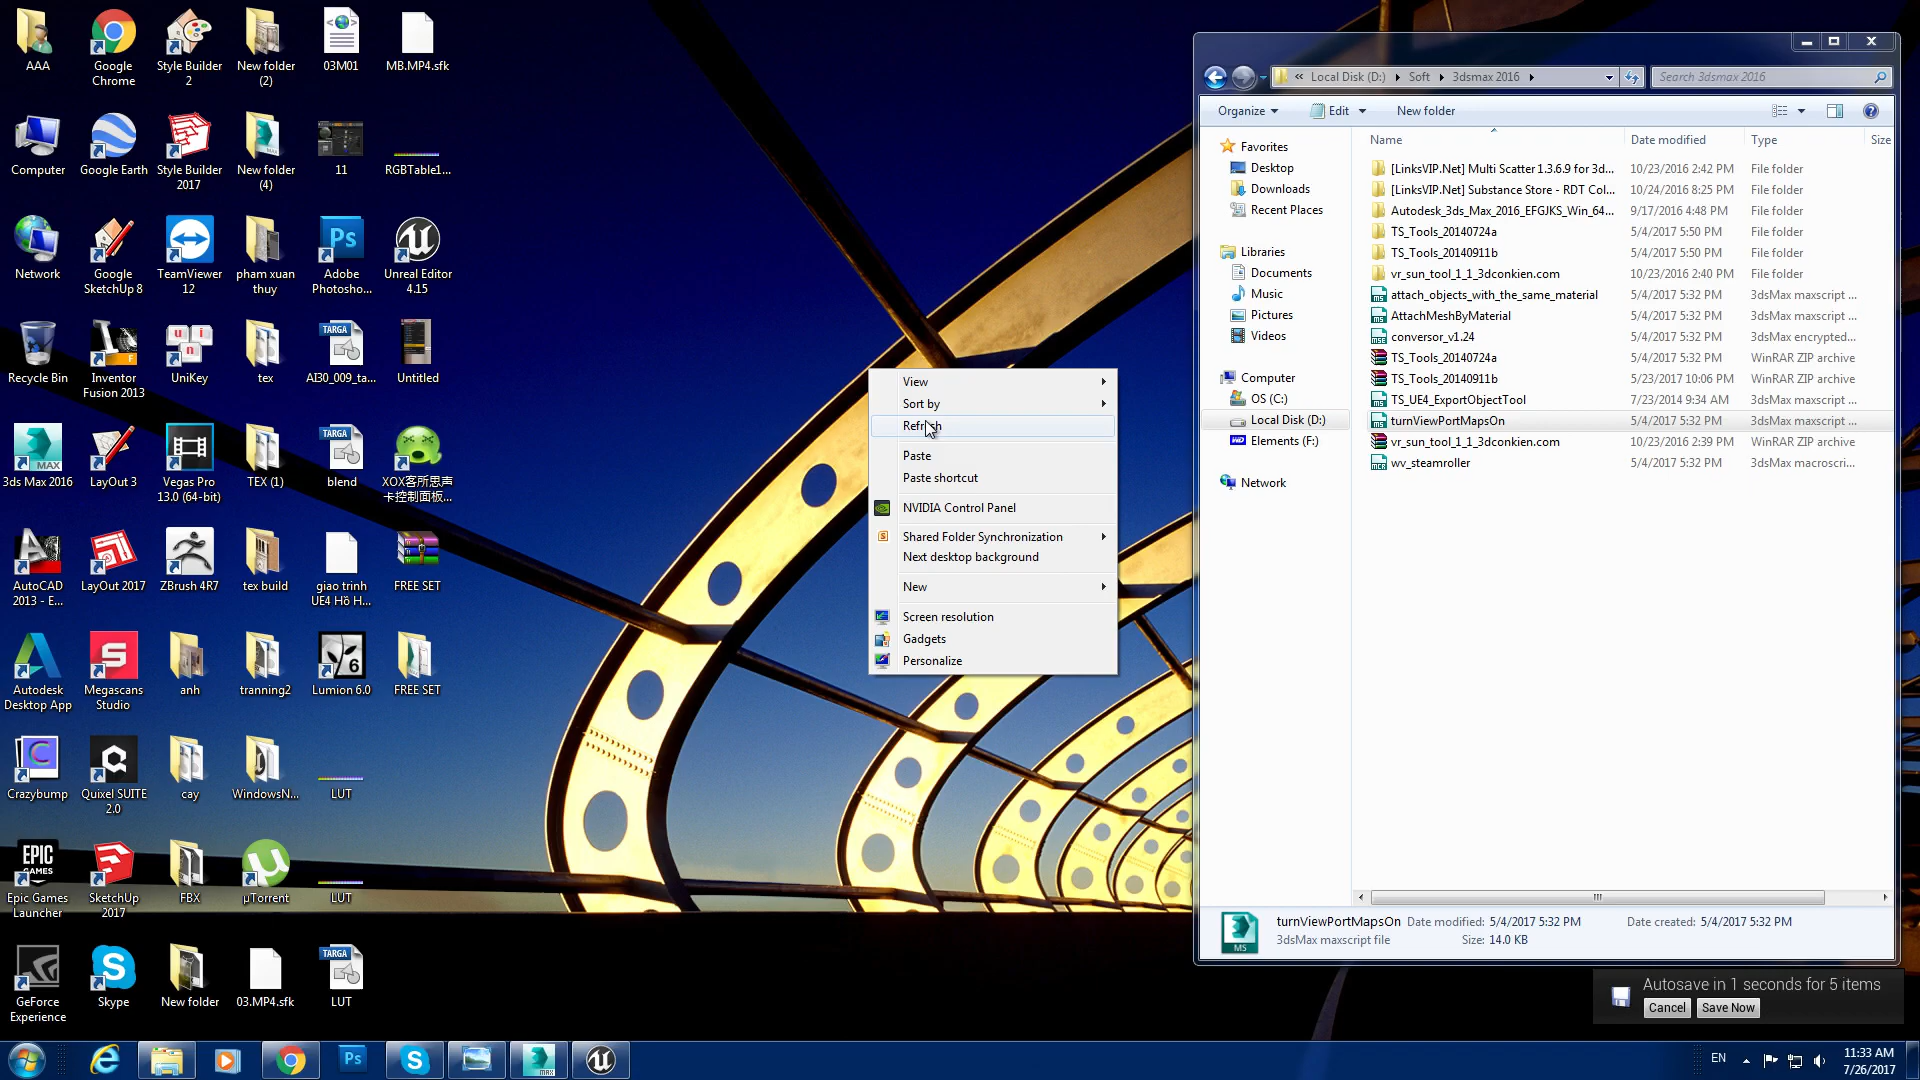 AAA
Google Chrome
Style Builder 2
New folder (2)
03M01
MB.MP4.sfk
Computer
Google Earth
Style Builder 2017
New folder (4)
11
RGBTable1...
Network
Google SketchUp 8
TeamViewer 12
pham xuan thuy
Adobe Photosho...
Unreal Editor 4.15
Recycle Bin
Inventor Fusion 2013
UniKey
tex
AI30_009_ta...
Untitled
3ds Max 2016
LayOut 3
Vegas Pro 13.0 (64-bit)
TEX (1)
blend
XOX客所思声卡控制面板...
AutoCAD 2013 - E...
LayOut 2017
ZBrush 4R7
tex build
giao trinh UE4 Hồ H...
FREE SET
Autodesk Desktop App
Megascans Studio
anh
tranning2
Lumion 6.0
FREE SET
Crazybump
Quixel SUITE 2.0
cay
WindowsN...
LUT
Epic Games Launcher
SketchUp 2017
FBX
µTorrent
LUT
GeForce Experience
Skype
New folder
03.MP4.sfk
LUT
View
Sort by
Refresh
Paste
Paste shortcut
NVIDIA Control Panel
Shared Folder Synchronization
Next desktop background
New
Screen resolution
Gadgets
Personalize
« Local Disk (D:) Soft 3dsmax 2016
Search 3dsmax 2016
Organize Edit New folder
Name Date modified Type Size
Favorites
Desktop
Downloads
Recent Places
Libraries
Documents
Music
Pictures
Videos
Computer
OS (C:)
Local Disk (D:)
Elements (F:)
Network
[LinksVIP.Net] Multi Scatter 1.3.6.9 for 3d... 10/23/2016 2:42 PM File folder
[LinksVIP.Net] Substance Store - RDT Col... 10/24/2016 8:25 PM File folder
Autodesk_3ds_Max_2016_EFGJKS_Win_64... 9/17/2016 4:48 PM File folder
TS_Tools_20140724a 5/4/2017 5:50 PM File folder
TS_Tools_20140911b 5/4/2017 5:50 PM File folder
vr_sun_tool_1_1_3dconkien.com 10/23/2016 2:40 PM File folder
attach_objects_with_the_same_material 5/4/2017 5:32 PM 3dsMax maxscript ...
AttachMeshByMaterial 5/4/2017 5:32 PM 3dsMax maxscript ...
conversor_v1.24 5/4/2017 5:32 PM 3dsMax encrypted...
TS_Tools_20140724a 5/4/2017 5:32 PM WinRAR ZIP archive
TS_Tools_20140911b 5/23/2017 10:06 PM WinRAR ZIP archive
TS_UE4_ExportObjectTool 7/23/2014 9:34 AM 3dsMax maxscript ...
turnViewPortMapsOn 5/4/2017 5:32 PM 3dsMax maxscript ...
vr_sun_tool_1_1_3dconkien.com 10/23/2016 2:39 PM WinRAR ZIP archive
wv_steamroller 5/4/2017 5:32 PM 3dsMax macroscri...
turnViewPortMapsOn Date modified: 5/4/2017 5:32 PM Date created: 5/4/2017 5:32 PM
3dsMax maxscript file Size: 14.0 KB
Autosave in 1 seconds for 5 items
Cancel Save Now
EN
11:33 AM
7/26/2017